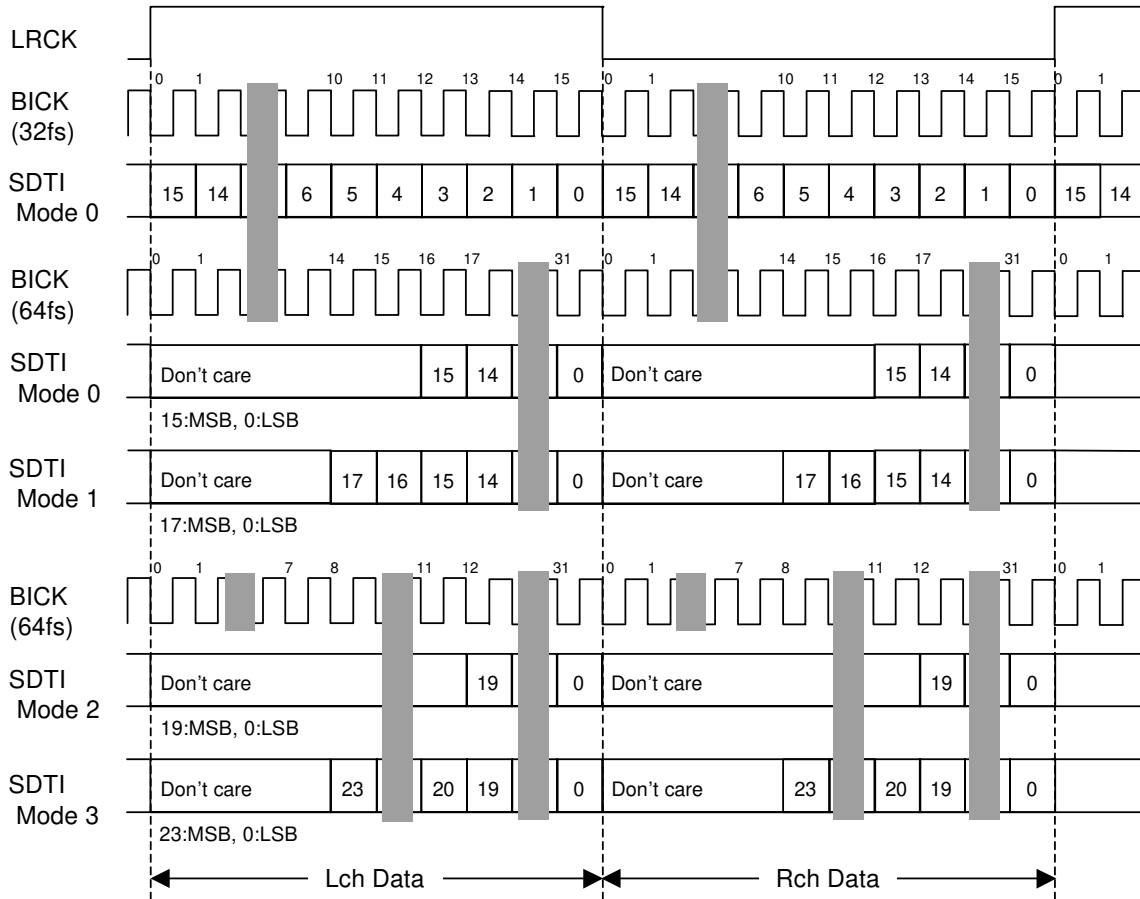 LRCK
0 1 10 11 12 13 14 15 0 1 10 11 12 13 14 15 0 1
BICK
(32fs)
SDTI
Mode 0
15 14 6 5 4 3 2 1 0 15 14 6 5 4 3 2 1 0 15 14
0 1 14 15 16 17 31 0 1 14 15 16 17 31 0 1
BICK
(64fs)
SDTI
Mode 0
Don't care 15 14 0 Don't care 15 14 0
15:MSB, 0:LSB
SDTI
Mode 1
Don't care 17 16 15 14 0 Don't care 17 16 15 14 0
17:MSB, 0:LSB
0 1 7 8 11 12 31 0 1 7 8 11 12 31 0 1
BICK
(64fs)
SDTI
Mode 2
Don't care 19 0 Don't care 19 0
19:MSB, 0:LSB
SDTI
Mode 3
Don't care 23 20 19 0 Don't care 23 20 19 0
23:MSB, 0:LSB
Lch Data Rch Data